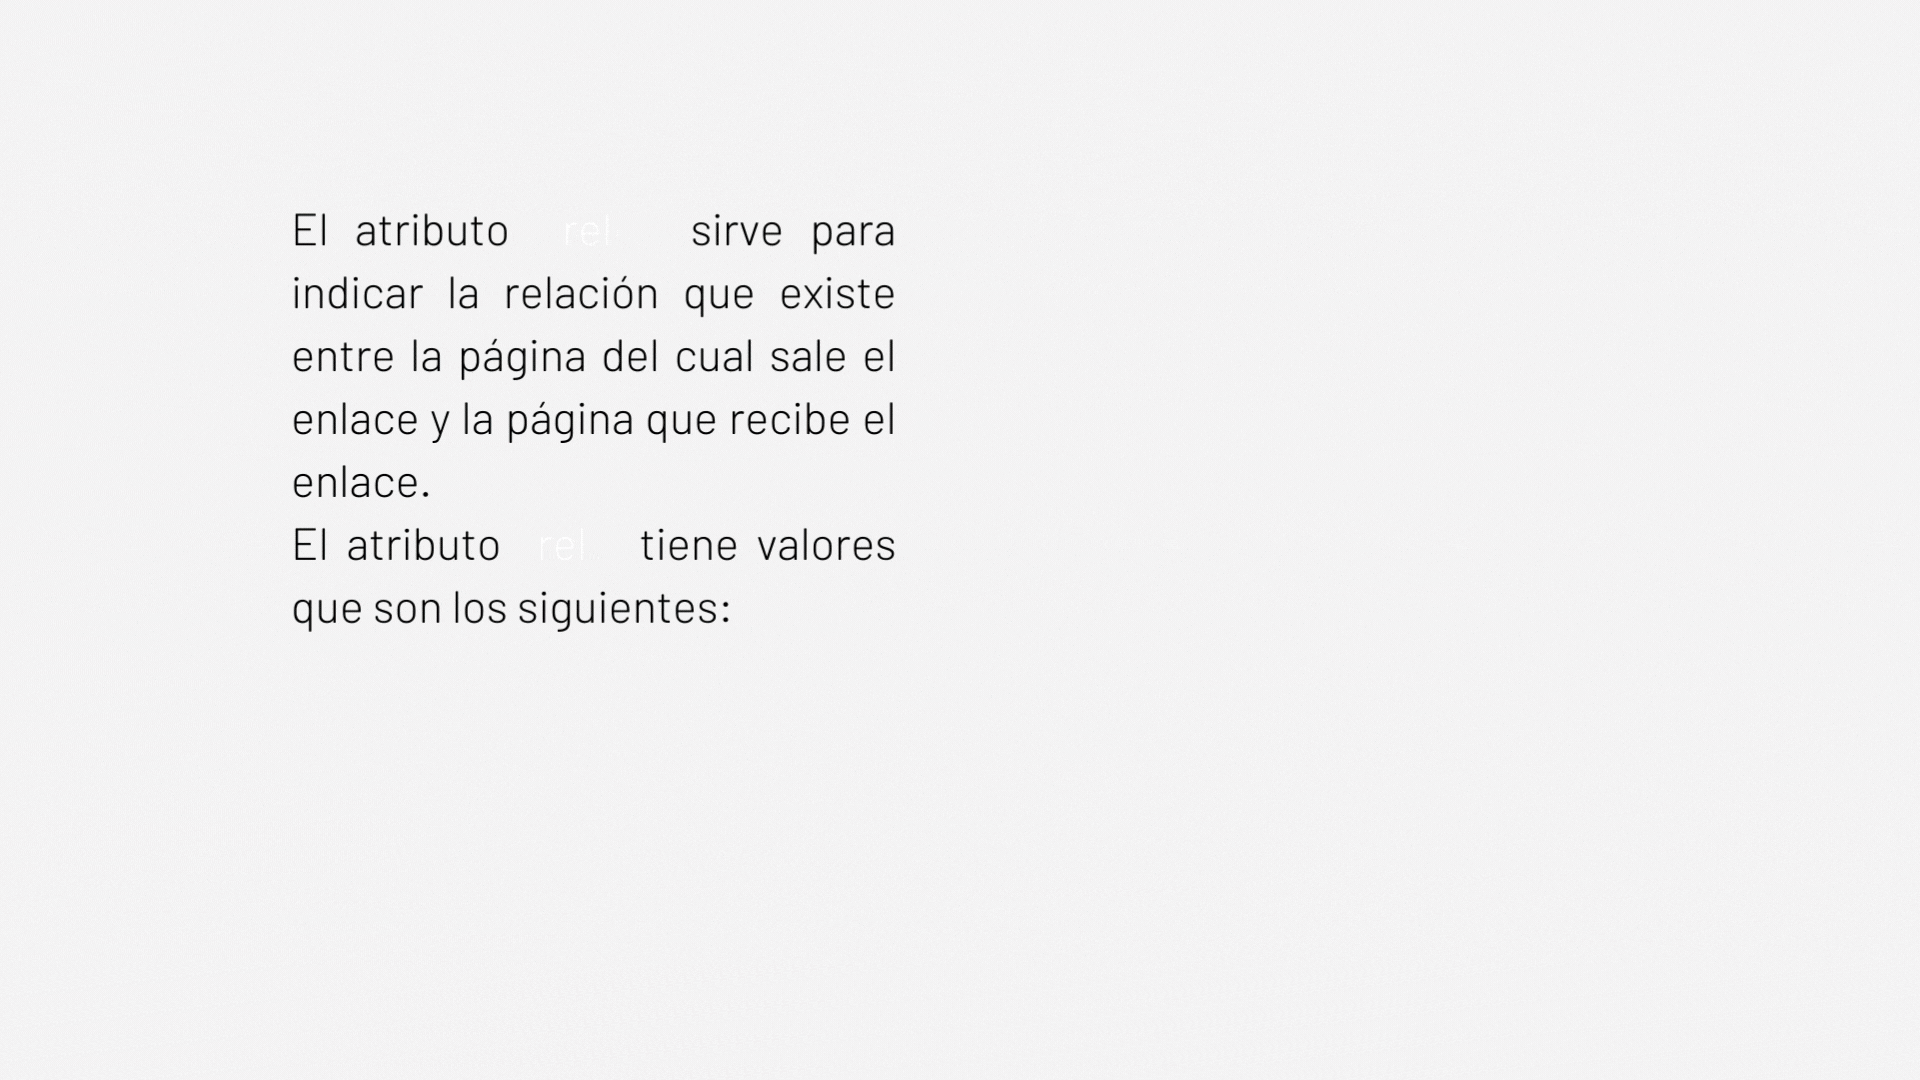 El atributo rel sirve para
indicar la relación que existe
entre la página del cual sale el
enlace y la página que recibe el
enlace.
El atributo rel tiene valores
que son los siguientes: